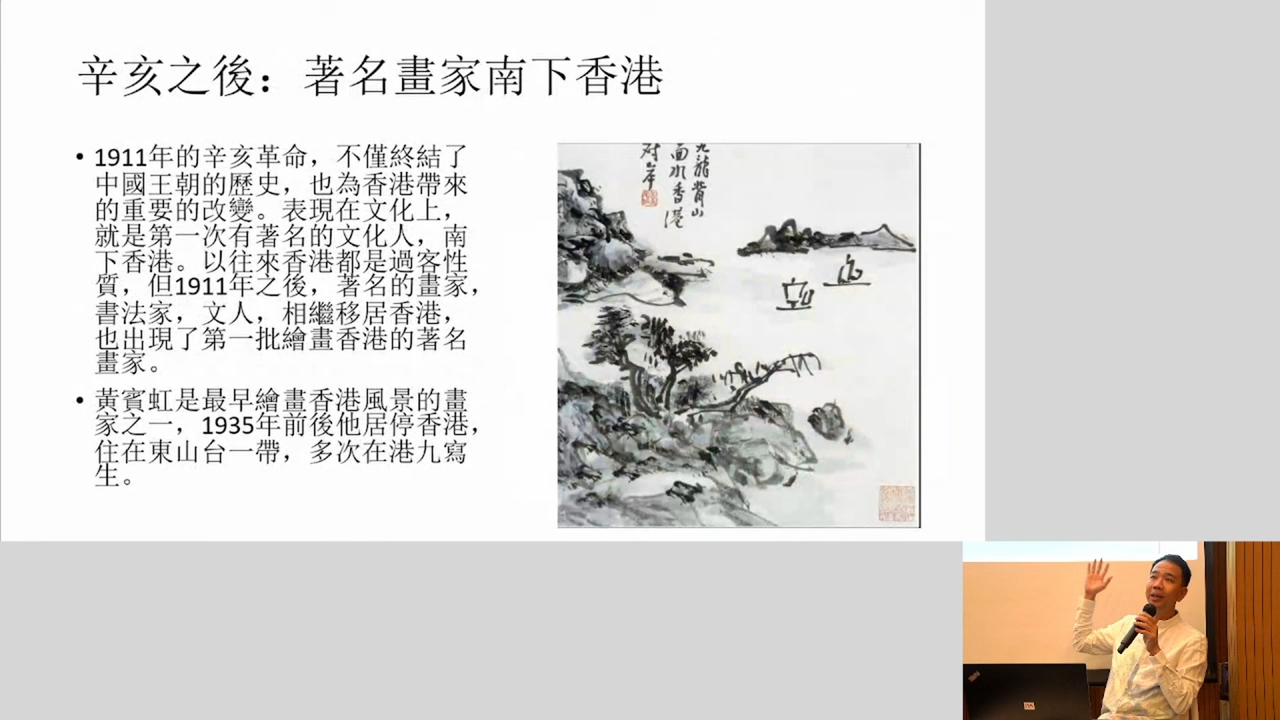 辛亥之後：著名畫家南下香港
• 1911年的辛亥革命，不僅終結了
中國王朝的歷史，也為香港帶來
的重要的改變。表現在文化上，
就是第一次有著名的文化人，南
下香港。以往來香港都是過客性
質，但1911年之後，著名的畫家，
書法家，文人，相繼移居香港，
也出現了第一批繪畫香港的著名
畫家。
• 黃賓虹是最早繪畫香港風景的畫
家之一，1935年前後他居停香港，
住在東山台一帶，多次在港九寫
生。
九龍背山
面水香港
対岸